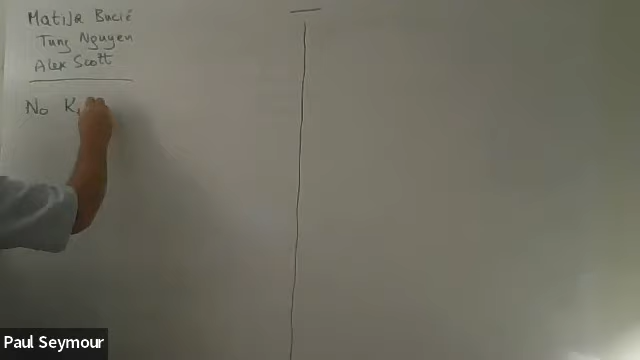 Matija Bucić
Tung Nguyen
Alex Scott
No K
Paul Seymour